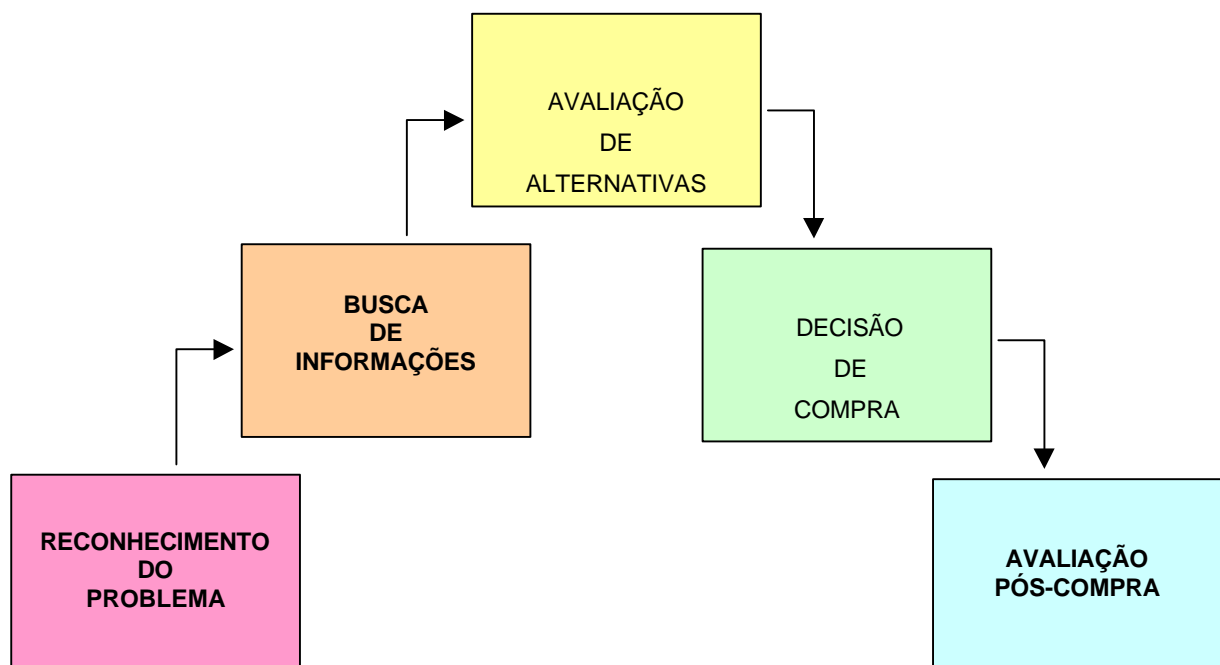 RECONHECIMENTO
DO
PROBLEMA
BUSCA
DE
INFORMAÇÕES
AVALIAÇÃO
DE
ALTERNATIVAS
DECISÃO
DE
COMPRA
AVALIAÇÃO
PÓS-COMPRA